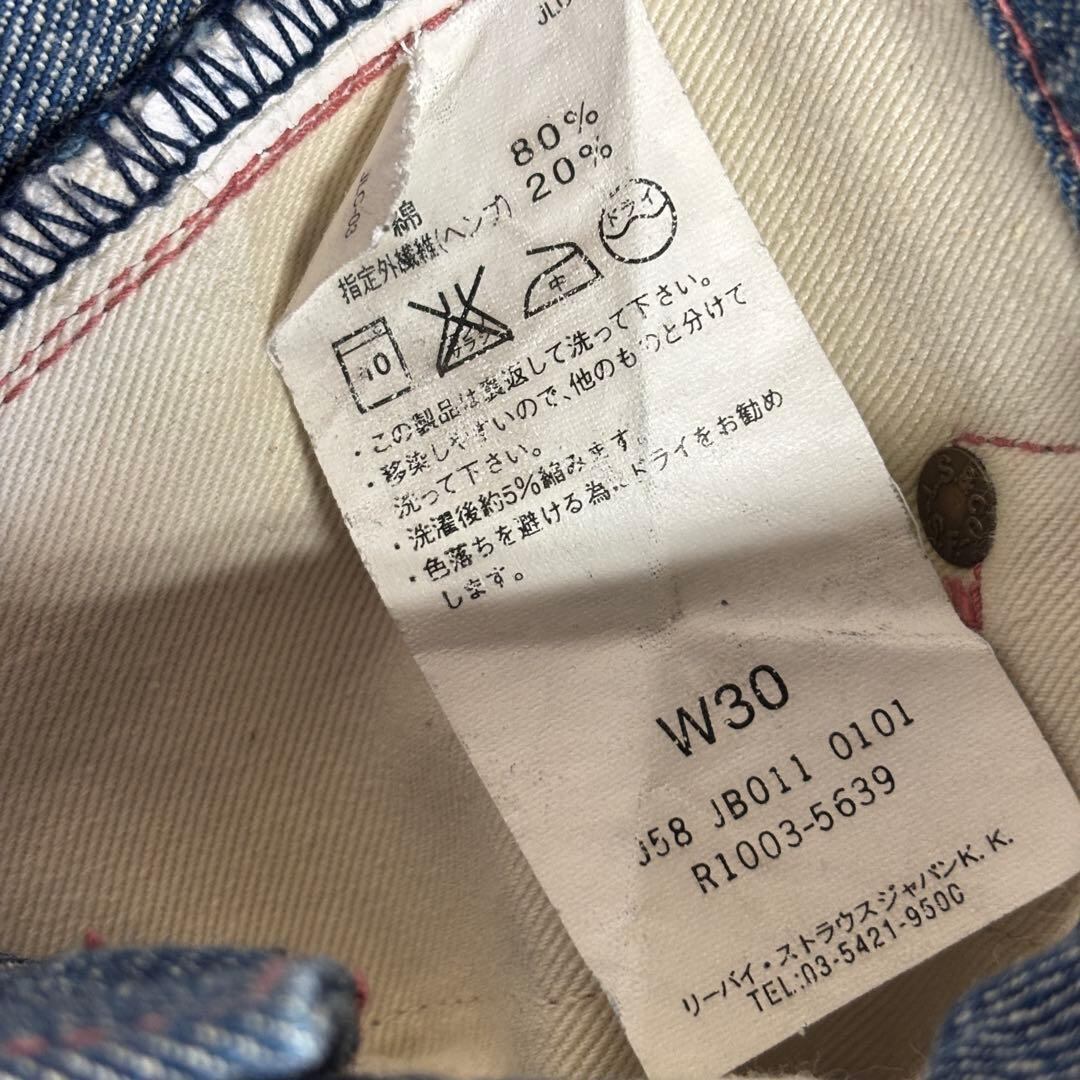 綿 80%
指定外繊維(ヘンプ) 20%
中 ドライ
・この製品は裏返して洗って下さい。
・移染しやすいので、他のものと分けて
洗って下さい。
・洗濯後約5%縮みます。
・色落ちを避ける為、ドライをお勧め
します。
W30
J58 JB011 0101
R1003-5639
リーバイ・ストラウスジャパンK.K.
TEL:03-5421-9500